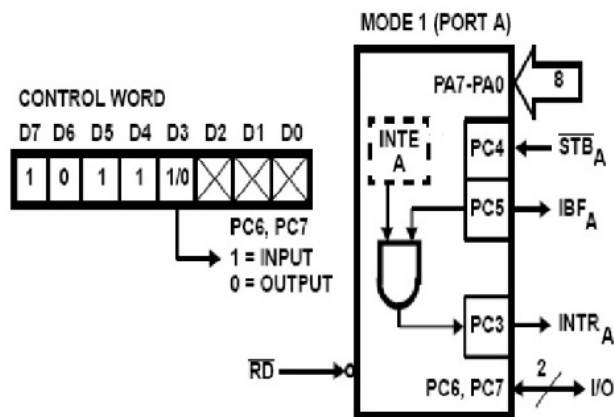 MODE 1 (PORT A)
CONTROL WORD
D7 D6 D5 D4 D3 D2 D1 D0
1 0 1 1 1/0
PC6, PC7
1 = INPUT
0 = OUTPUT
PA7-PA0
8
INTE
A
PC4
STB A
PC5
IBF A
PC3
INTR A
RD
PC6, PC7
2
I/O